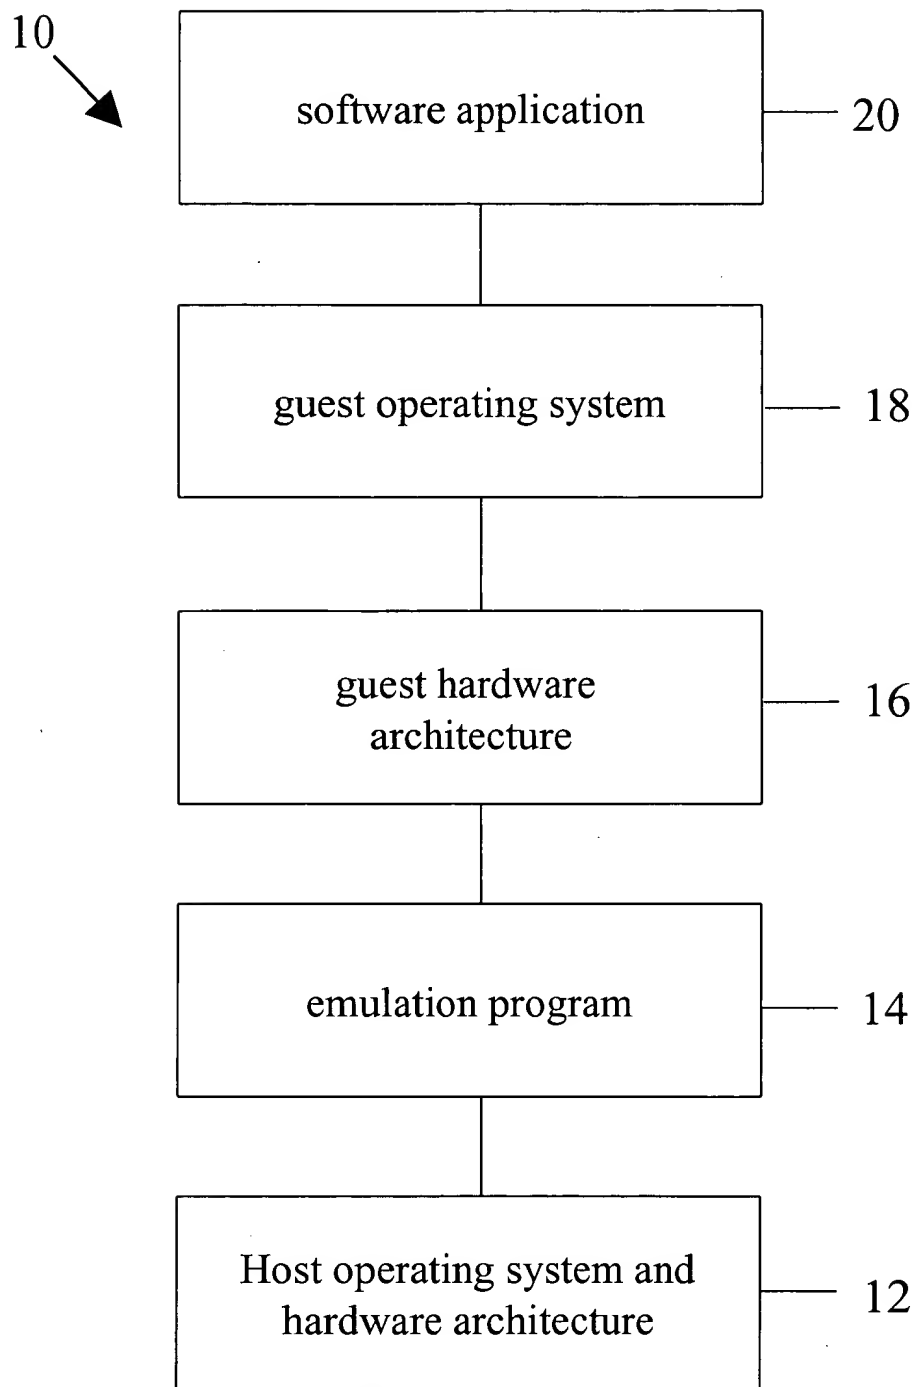 10
software application
20
guest operating system
18
guest hardware
architecture
16
emulation program
14
Host operating system and
hardware architecture
12